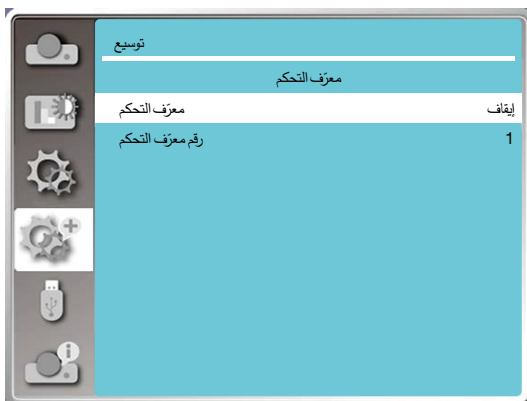 توسيع
معرّف التحكم
معرّف التحكم إيقاف
رقم معرّف التحكم 1